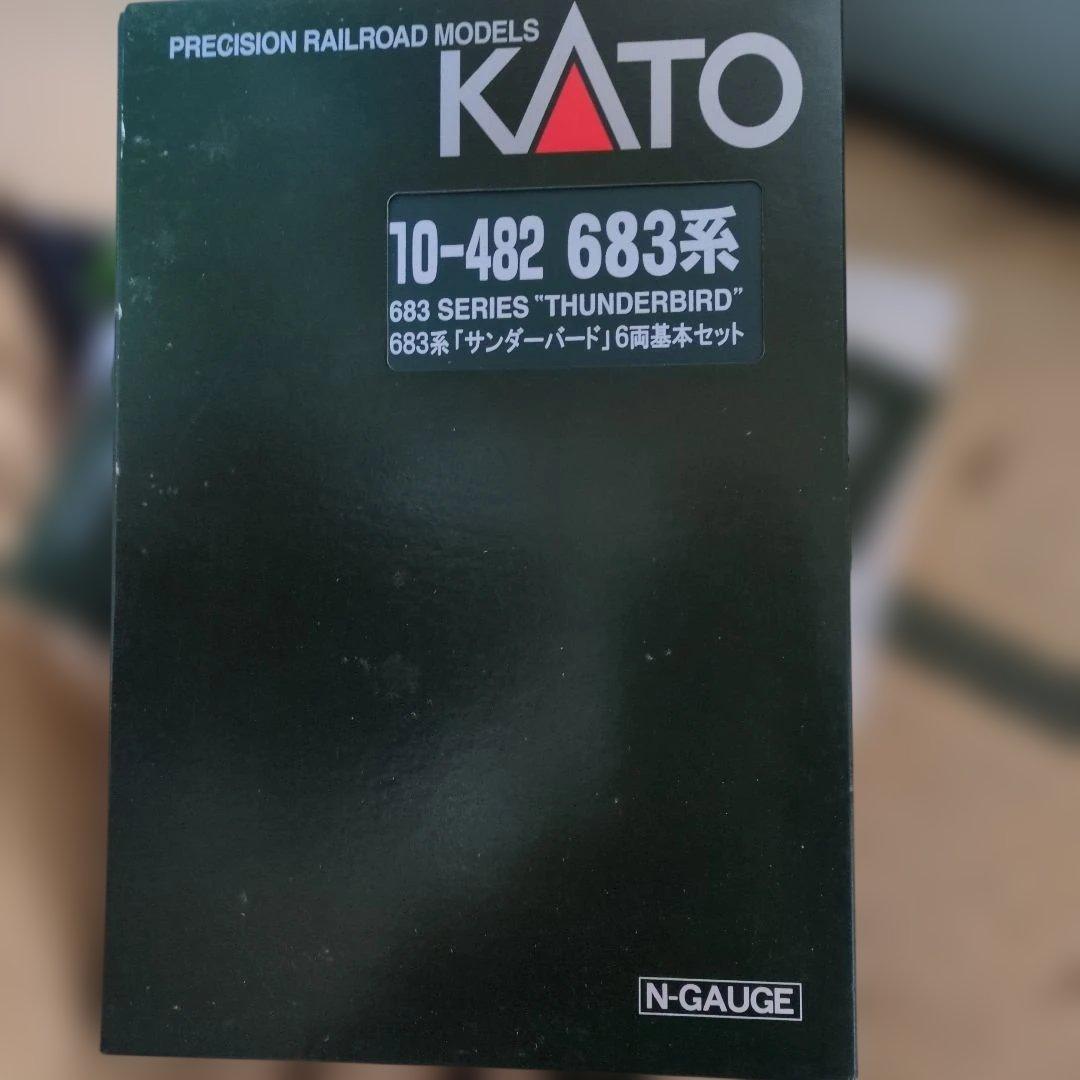 PRECISION RAILROAD MODELS
KATO
10-482 683系
683 SERIES "THUNDERBIRD"
683系「サンダーバード」6両基本セット
N-GAUGE